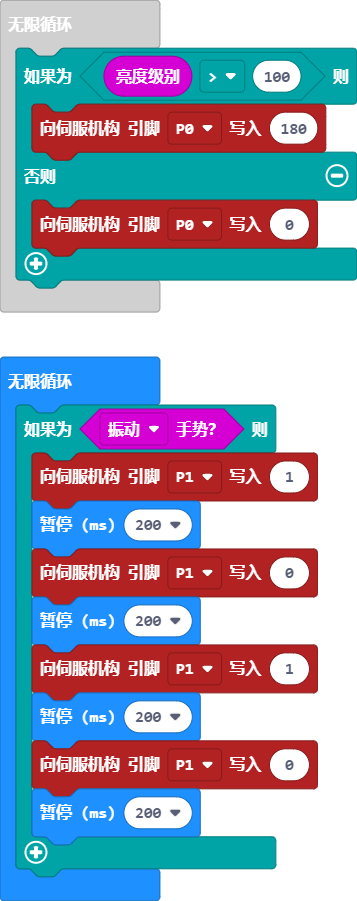 无限循环
如果为 亮度级别 > 100 则
向伺服机构 引脚 P0 写入 180
否则
向伺服机构 引脚 P0 写入 0
无限循环
如果为 振动 手势? 则
向伺服机构 引脚 P1 写入 1
暂停 (ms) 200
向伺服机构 引脚 P1 写入 0
暂停 (ms) 200
向伺服机构 引脚 P1 写入 1
暂停 (ms) 200
向伺服机构 引脚 P1 写入 0
暂停 (ms) 200